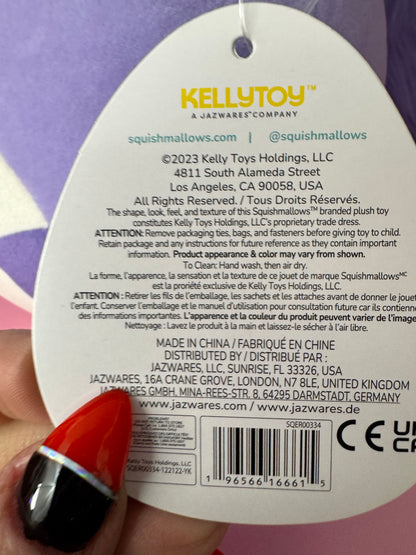 KELLYTOY™
A JAZWARES® COMPANY
squishmallows.com | @squishmallows
©2023 Kelly Toys Holdings, LLC
4811 South Alameda Street
Los Angeles, CA 90058, USA
All Rights Reserved. / Tous Droits Réservés.
The shape, look, feel, and texture of this Squishmallows™ branded plush toy
constitutes Kelly Toys Holdings, LLC's proprietary trade dress.
ATTENTION: Remove packaging ties, bags, and fasteners before giving toy to child.
Retain package and any instructions for future reference as they contain important
information. Product appearance & color may vary from shown.
To Clean: Hand wash, then air dry.
La forme, l'apparence, la sensation et la texture de ce jouet de marque Squishmallowsᴹᶜ
est la proriété exclusive de Kelly Toys Holdings, LLC.
ATTENTION : Retirer les fils de l'emballage, les sachets et les attaches avant de donner le jouet
l'enfant. Conserver l'emballage et le manuel d'utilisation pour consultation future car ils contienne
des informations importantes. L'apparence et la couleur du produit peuvent varier de l'image
Nettoyage : Lavez le produit à la main et laissez-le sécher à l'air libre.
MADE IN CHINA / FABRIQUÉ EN CHINE
DISTRIBUTED BY / DISTRIBUÉ PAR :
JAZWARES, LLC, SUNRISE, FL 33326, USA
JAZWARES, 16A CRANE GROVE, LONDON, N7 8LE, UNITED KINGDOM
JAZWARES GMBH, MINA-REES-STR. 8, 64295 DARMSTADT, GERMANY
www.jazwares.com / www.jazwares.de
SQER00334
CE UK
CA
Kelly Toys Holdings, LLC
SQER00334-122122-YK
1 96566 16661 5